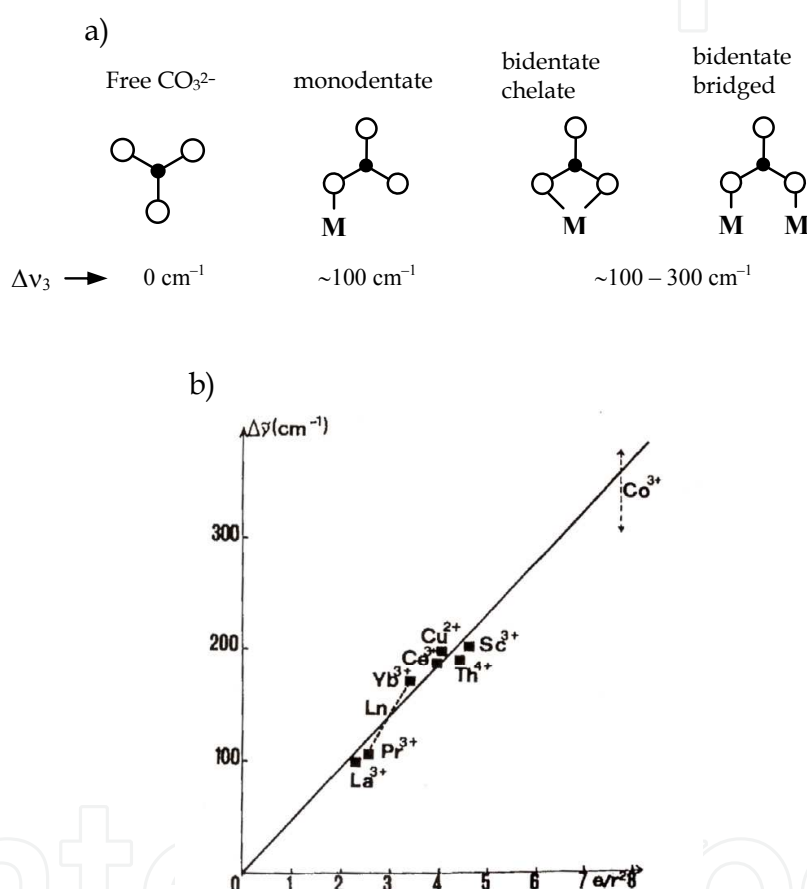 a)
Free CO₃²⁻
monodentate
bidentate
chelate
bidentate
bridged
M
M
M
M
Δν₃
0 cm⁻¹
~100 cm⁻¹
~100 – 300 cm⁻¹
b)
Δν̃(cm⁻¹)
Co³⁺
300
Cu²⁺
Sc³⁺
200
Ce³⁺
Th⁴⁺
Yb³⁺
Ln
Pr³⁺
100
La³⁺
0 1 2 3 4 5 6 7 8
e/r²